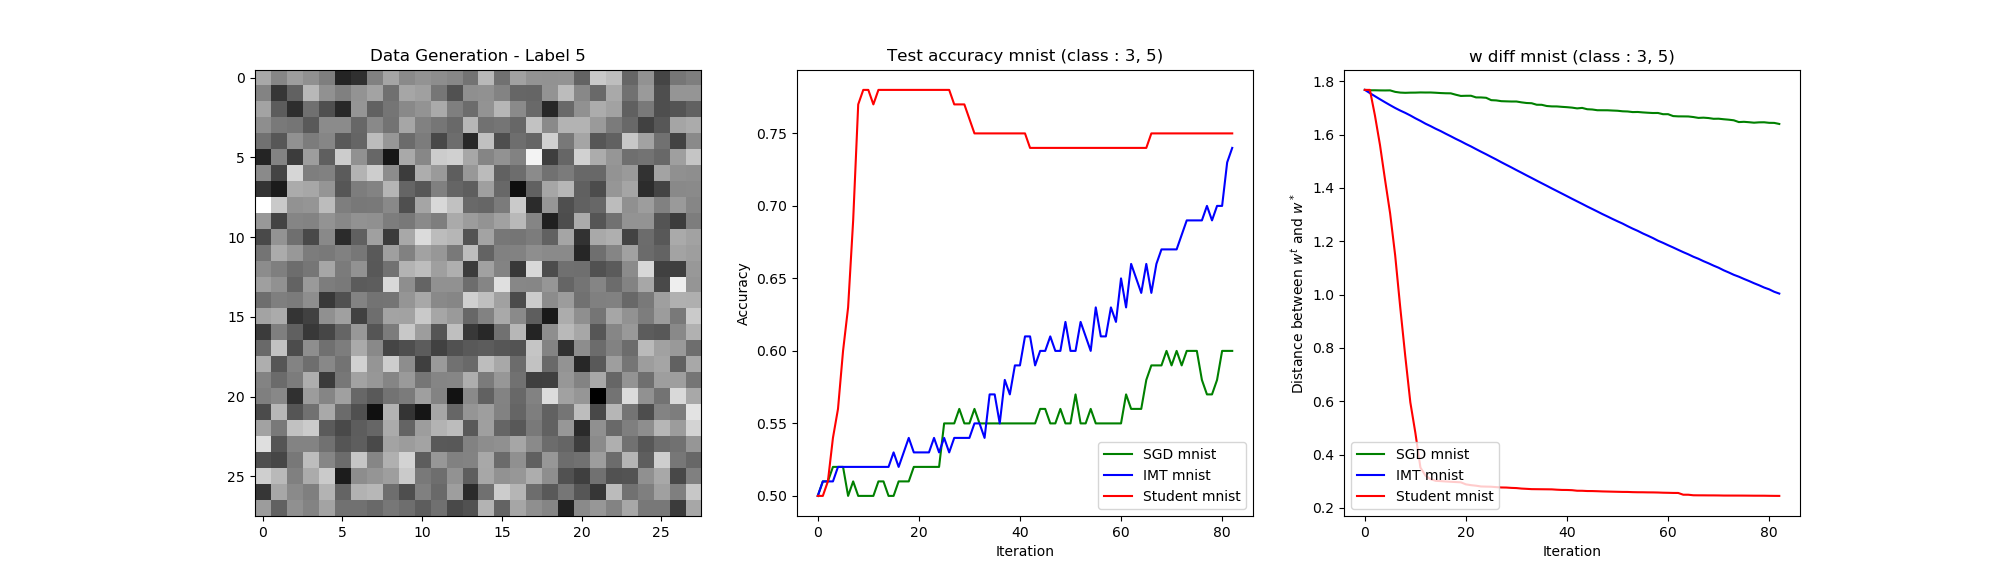 Data Generation - Label 5
0
5
10
15
20
25
0 5 10 15 20 25
Test accuracy mnist (class : 3, 5)
Accuracy
0.75
0.70
0.65
0.60
0.55
0.50
0 20 40 60 80
Iteration
SGD mnist
IMT mnist
Student mnist
w diff mnist (class : 3, 5)
Distance between w^t and w^*
1.8
1.6
1.4
1.2
1.0
0.8
0.6
0.4
0.2
0 20 40 60 80
Iteration
SGD mnist
IMT mnist
Student mnist